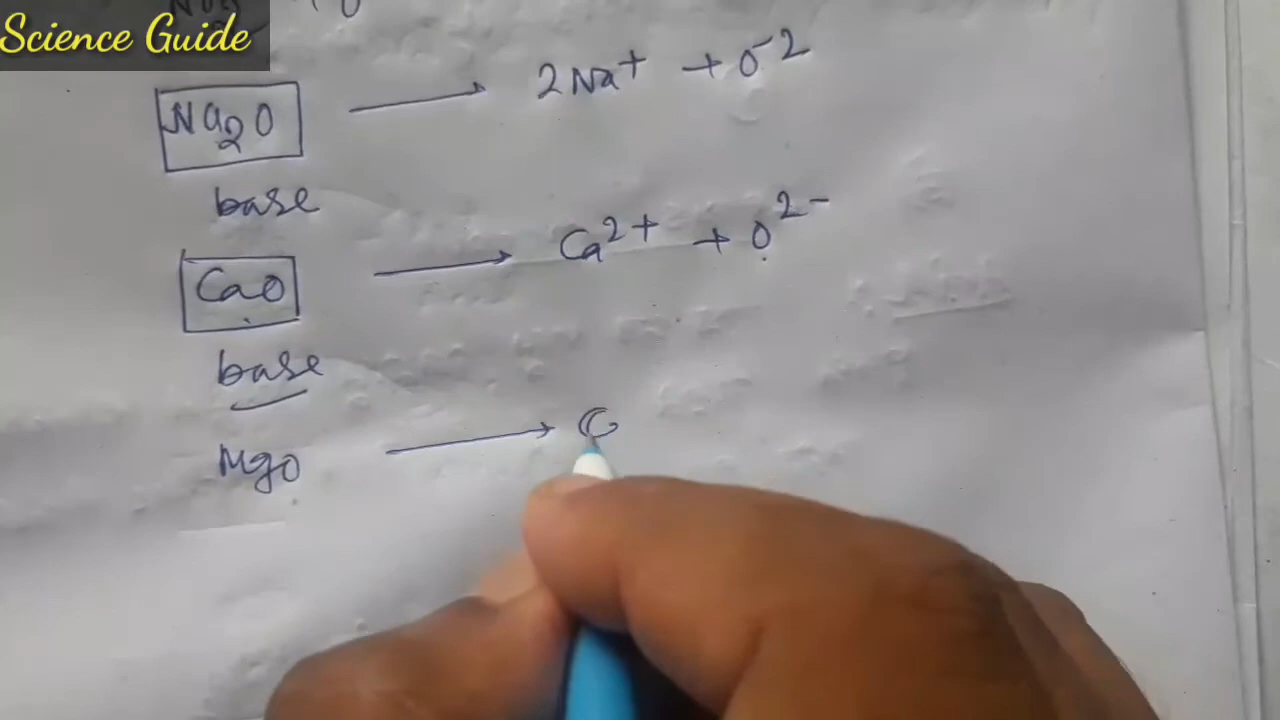 Science Guide
Na2O → 2Na+ + O-2
base
CaO → Ca2+ + O2-
base
MgO → C